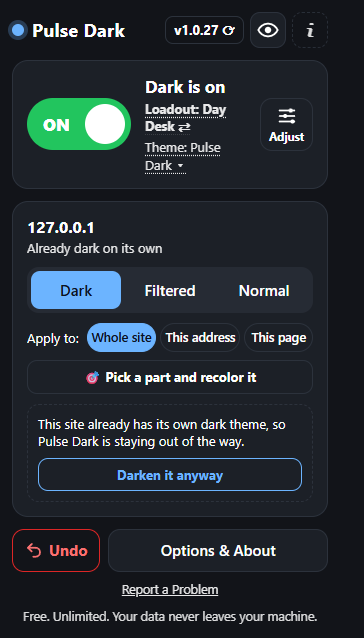 Pulse Dark
v1.0.27 ⟳
i
ON
Dark is on
Loadout: Day
Desk ⇄
Theme: Pulse
Dark ▾
Adjust
127.0.0.1
Already dark on its own
Dark
Filtered
Normal
Apply to:
Whole site
This address
This page
🎯 Pick a part and recolor it
This site already has its own dark theme, so
Pulse Dark is staying out of the way.
Darken it anyway
Undo
Options & About
Report a Problem
Free. Unlimited. Your data never leaves your machine.